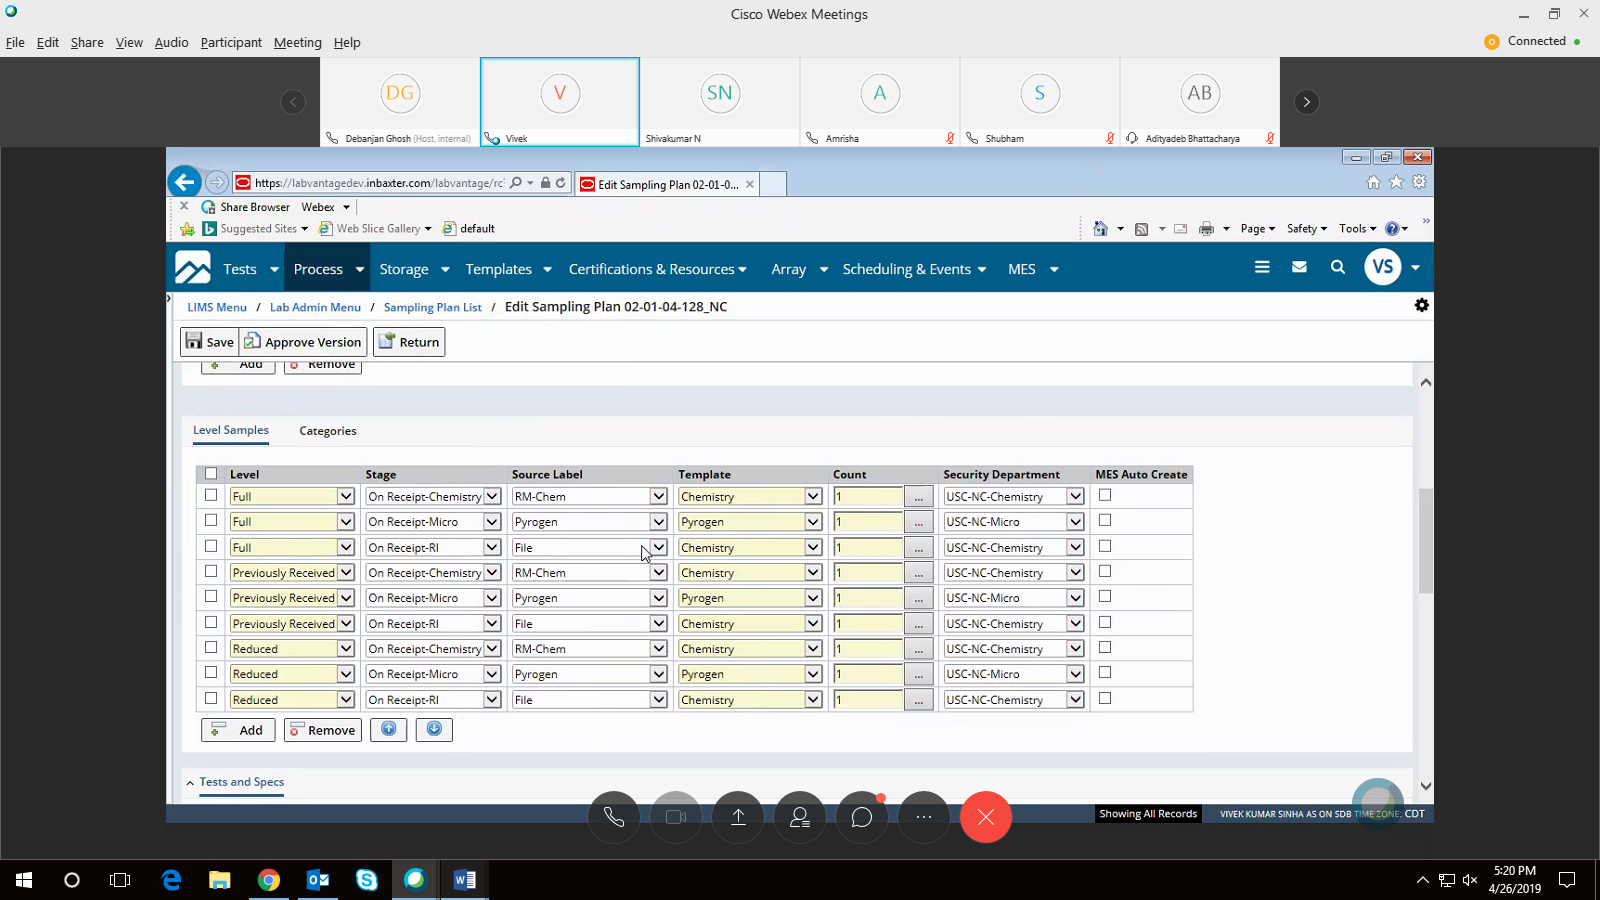 Cisco Webex Meetings
File Edit Share View Audio Participant Meeting Help
Connected
DG V SN A S AB
Debanjan Ghosh (Host, internal) Vivek Shivakumar N Amrisha Shubham Adityadeb Bhattacharya
https://labvantagedev.inbaxter.com/labvantage/rc Edit Sampling Plan 02-01-0...
Share Browser Webex
Suggested Sites Web Slice Gallery default Page Safety Tools
Tests Process Storage Templates Certifications & Resources Array Scheduling & Events MES VS
LIMS Menu / Lab Admin Menu / Sampling Plan List / Edit Sampling Plan 02-01-04-128_NC
Save Approve Version Return
Add Remove
Level Samples Categories
Level Stage Source Label Template Count Security Department MES Auto Create
Full On Receipt-Chemistry RM-Chem Chemistry 1 ... USC-NC-Chemistry
Full On Receipt-Micro Pyrogen Pyrogen 1 ... USC-NC-Micro
Full On Receipt-RI File Chemistry 1 ... USC-NC-Chemistry
Previously Received On Receipt-Chemistry RM-Chem Chemistry 1 ... USC-NC-Chemistry
Previously Received On Receipt-Micro Pyrogen Pyrogen 1 ... USC-NC-Micro
Previously Received On Receipt-RI File Chemistry 1 ... USC-NC-Chemistry
Reduced On Receipt-Chemistry RM-Chem Chemistry 1 ... USC-NC-Chemistry
Reduced On Receipt-Micro Pyrogen Pyrogen 1 ... USC-NC-Micro
Reduced On Receipt-RI File Chemistry 1 ... USC-NC-Chemistry
Add Remove
Tests and Specs
Showing All Records VIVEK KUMAR SINHA AS ON SDB TIME ZONE: CDT
5:20 PM
4/26/2019